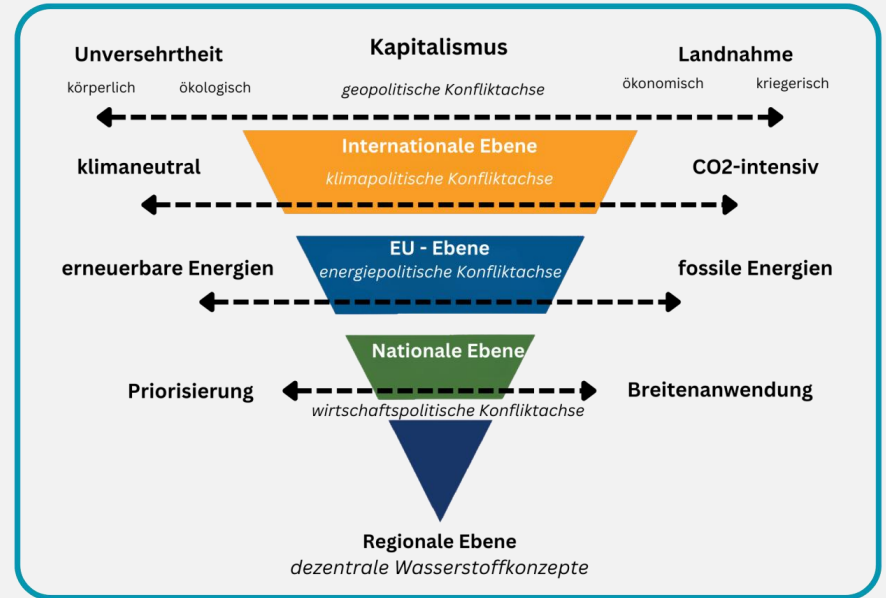 Unversehrtheit
Kapitalismus
Landnahme
körperlich
ökologisch
geopolitische Konfliktachse
ökonomisch
kriegerisch
Internationale Ebene
klimaneutral
klimapolitische Konfliktachse
CO2-intensiv
EU - Ebene
erneuerbare Energien
energiepolitische Konfliktachse
fossile Energien
Nationale Ebene
Priorisierung
Breitenanwendung
wirtschaftspolitische Konfliktachse
Regionale Ebene
dezentrale Wasserstoffkonzepte